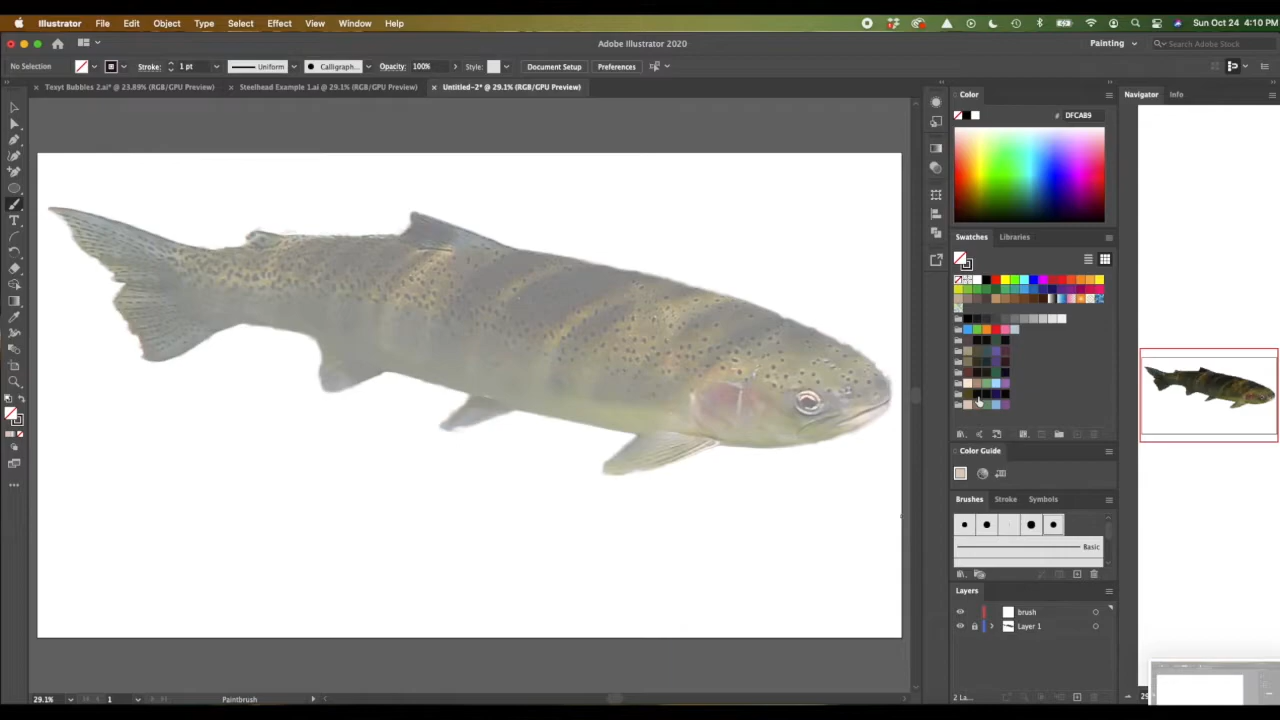 Illustrator File Edit Object Type Select Effect View Window Help Sun Oct 24 4:10 PM
Adobe Illustrator 2020 Painting Search Adobe Stock
No Selection Stroke: 1 pt Uniform Calligraph... Opacity: 100% Style: Document Setup Preferences
× Texyt Bubbles 2.ai* @ 23.89% (RGB/GPU Preview) × Steelhead Example 1.ai @ 29.1% (RGB/GPU Preview) × Untitled-2* @ 29.1% (RGB/GPU Preview)
Color Navigator Info
# DFCAB9
Swatches Libraries
Color Guide
Brushes Stroke Symbols
Basic
Layers
brush
Layer 1
29.1% 1 Paintbrush 2 La...